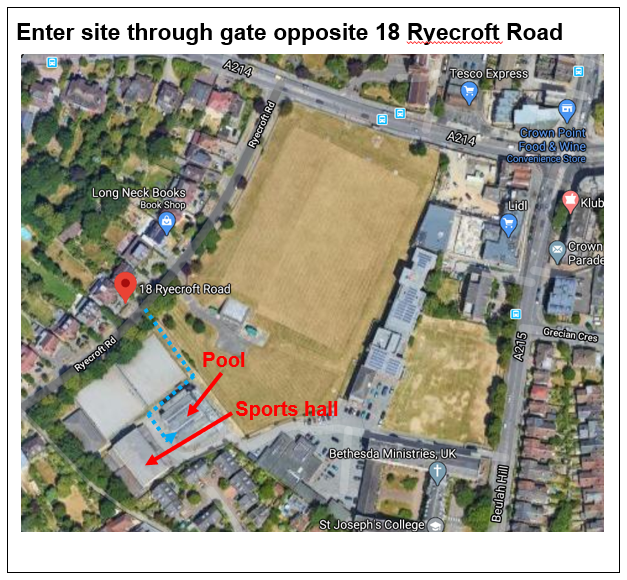 Enter site through gate opposite 18 Ryecroft Road
A214
Tesco Express
Ryecroft Rd
A214
Crown Point
Food & Wine
Convenience Store
Long Neck Books
Book Shop
Lidl
Klub
Crown
Parade
18 Ryecroft Road
Ryecroft Rd
A215
Grecian Cres
Pool
Sports hall
Bethesda Ministries, UK
Beulah Hill
St Joseph's College